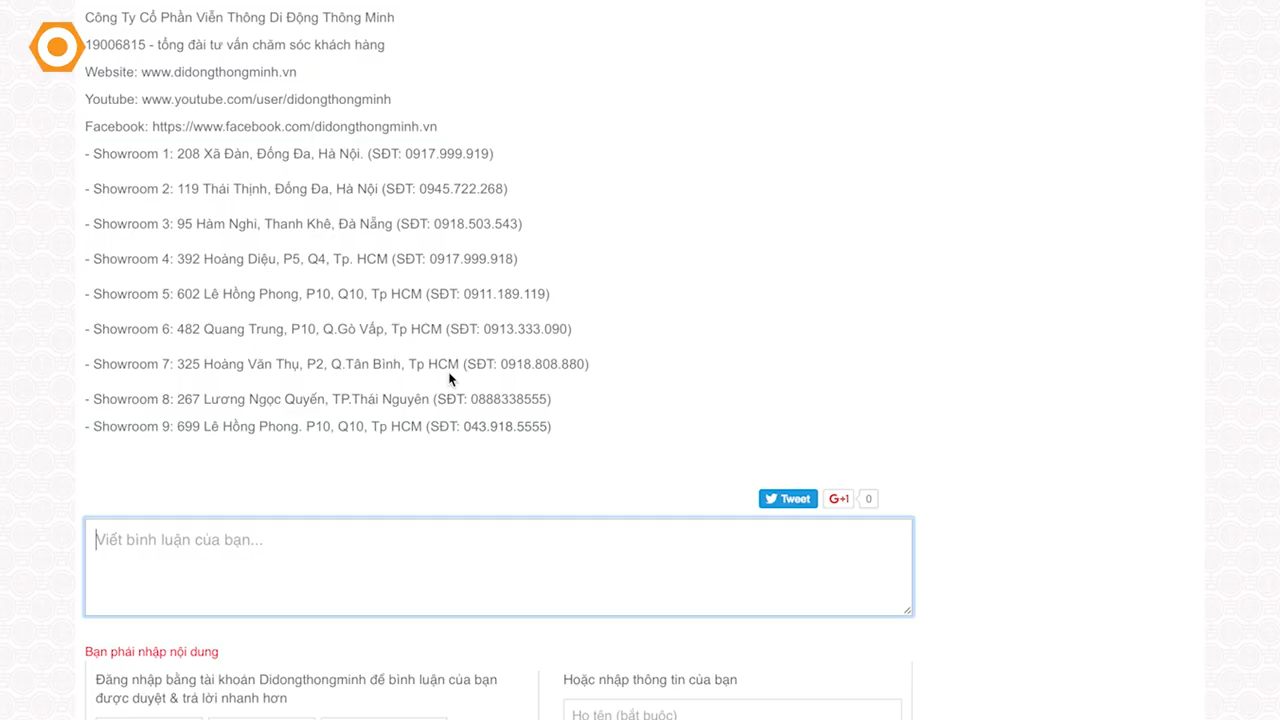 Công Ty Cổ Phần Viễn Thông Di Động Thông Minh
19006815 - tổng đài tư vấn chăm sóc khách hàng
Website: www.didongthongminh.vn
Youtube: www.youtube.com/user/didongthongminh
Facebook: https://www.facebook.com/didongthongminh.vn
- Showroom 1: 208 Xã Đàn, Đống Đa, Hà Nội. (SĐT: 0917.999.919)
- Showroom 2: 119 Thái Thịnh, Đống Đa, Hà Nội (SĐT: 0945.722.268)
- Showroom 3: 95 Hàm Nghi, Thanh Khê, Đà Nẵng (SĐT: 0918.503.543)
- Showroom 4: 392 Hoàng Diệu, P5, Q4, Tp. HCM (SĐT: 0917.999.918)
- Showroom 5: 602 Lê Hồng Phong, P10, Q10, Tp HCM (SĐT: 0911.189.119)
- Showroom 6: 482 Quang Trung, P10, Q.Gò Vấp, Tp HCM (SĐT: 0913.333.090)
- Showroom 7: 325 Hoàng Văn Thụ, P2, Q.Tân Bình, Tp HCM (SĐT: 0918.808.880)
- Showroom 8: 267 Lương Ngọc Quyến, TP.Thái Nguyên (SĐT: 0888338555)
- Showroom 9: 699 Lê Hồng Phong. P10, Q10, Tp HCM (SĐT: 043.918.5555)
Tweet G+1 0
Viết bình luận của bạn...
Bạn phải nhập nội dung
Đăng nhập bằng tài khoản Didongthongminh để bình luận của bạn
được duyệt & trả lời nhanh hơn
Hoặc nhập thông tin của bạn
Họ tên (bắt buộc)